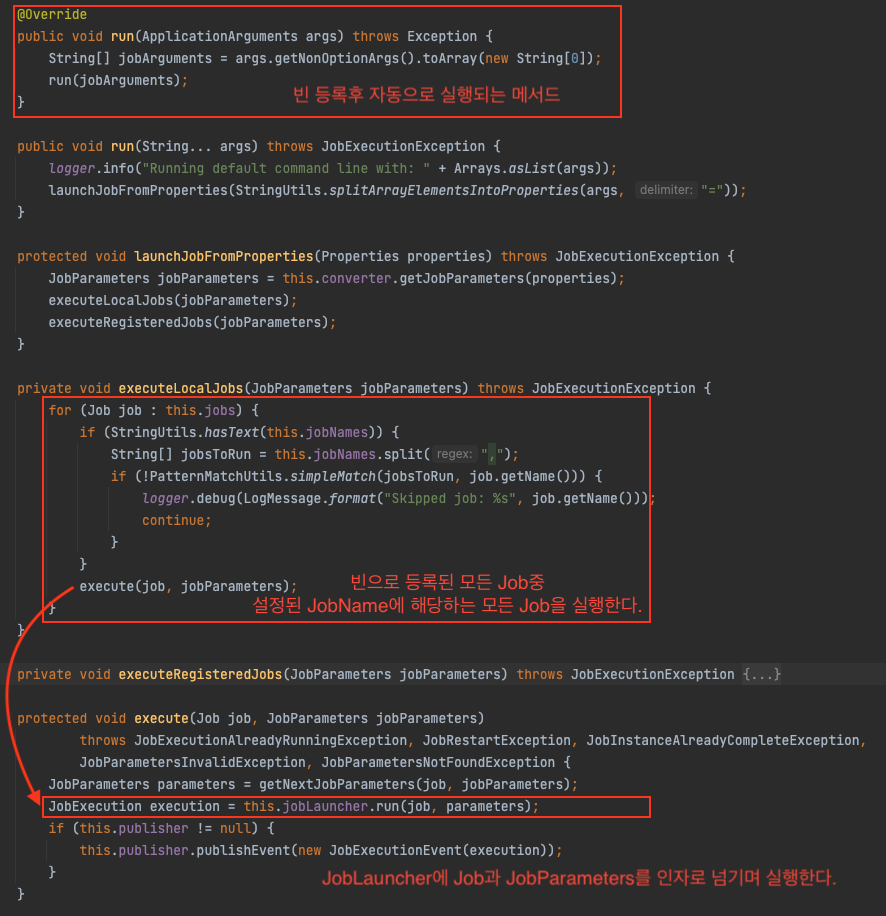 @Override
public void run(ApplicationArguments args) throws Exception {
String[] jobArguments = args.getNonOptionArgs().toArray(new String[0]);
run(jobArguments);
빈 등록후 자동으로 실행되는 메서드
}
public void run(String... args) throws JobExecutionException {
logger.info("Running default command line with: " + Arrays.asList(args));
launchJobFromProperties(StringUtils.splitArrayElementsIntoProperties(args, delimiter: "="));
}
protected void launchJobFromProperties(Properties properties) throws JobExecutionException {
JobParameters jobParameters = this.converter.getJobParameters(properties);
executeLocalJobs(jobParameters);
executeRegisteredJobs(jobParameters);
}
private void executeLocalJobs(JobParameters jobParameters) throws JobExecutionException {
for (Job job : this.jobs) {
if (StringUtils.hasText(this.jobNames)) {
String[] jobsToRun = this.jobNames.split( regex: ",");
if (!PatternMatchUtils.simpleMatch(jobsToRun, job.getName())) {
logger.debug(LogMessage.format("Skipped job: %s", job.getName()));
continue;
}
}
execute(job, jobParameters);
빈으로 등록된 모든 Job중
설정된 JobName에 해당하는 모든 Job을 실행한다.
}
}
private void executeRegisteredJobs(JobParameters jobParameters) throws JobExecutionException {...}
protected void execute(Job job, JobParameters jobParameters)
throws JobExecutionAlreadyRunningException, JobRestartException, JobInstanceAlreadyCompleteException,
JobParametersInvalidException, JobParametersNotFoundException {
JobParameters parameters = getNextJobParameters(job, jobParameters);
JobExecution execution = this.jobLauncher.run(job, parameters);
if (this.publisher != null) {
this.publisher.publishEvent(new JobExecutionEvent(execution));
}
JobLauncher에 Job과 JobParameters를 인자로 넘기며 실행한다.
}